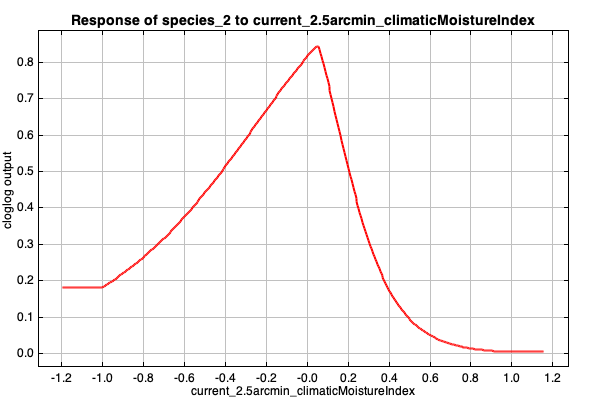 Response of species_2 to current_2.5arcmin_climaticMoistureIndex
cloglog output
0.8
0.7
0.6
0.5
0.4
0.3
0.2
0.1
0.0
-1.2 -1.0 -0.8 -0.6 -0.4 -0.2 -0.0 0.2 0.4 0.6 0.8 1.0 1.2
current_2.5arcmin_climaticMoistureIndex